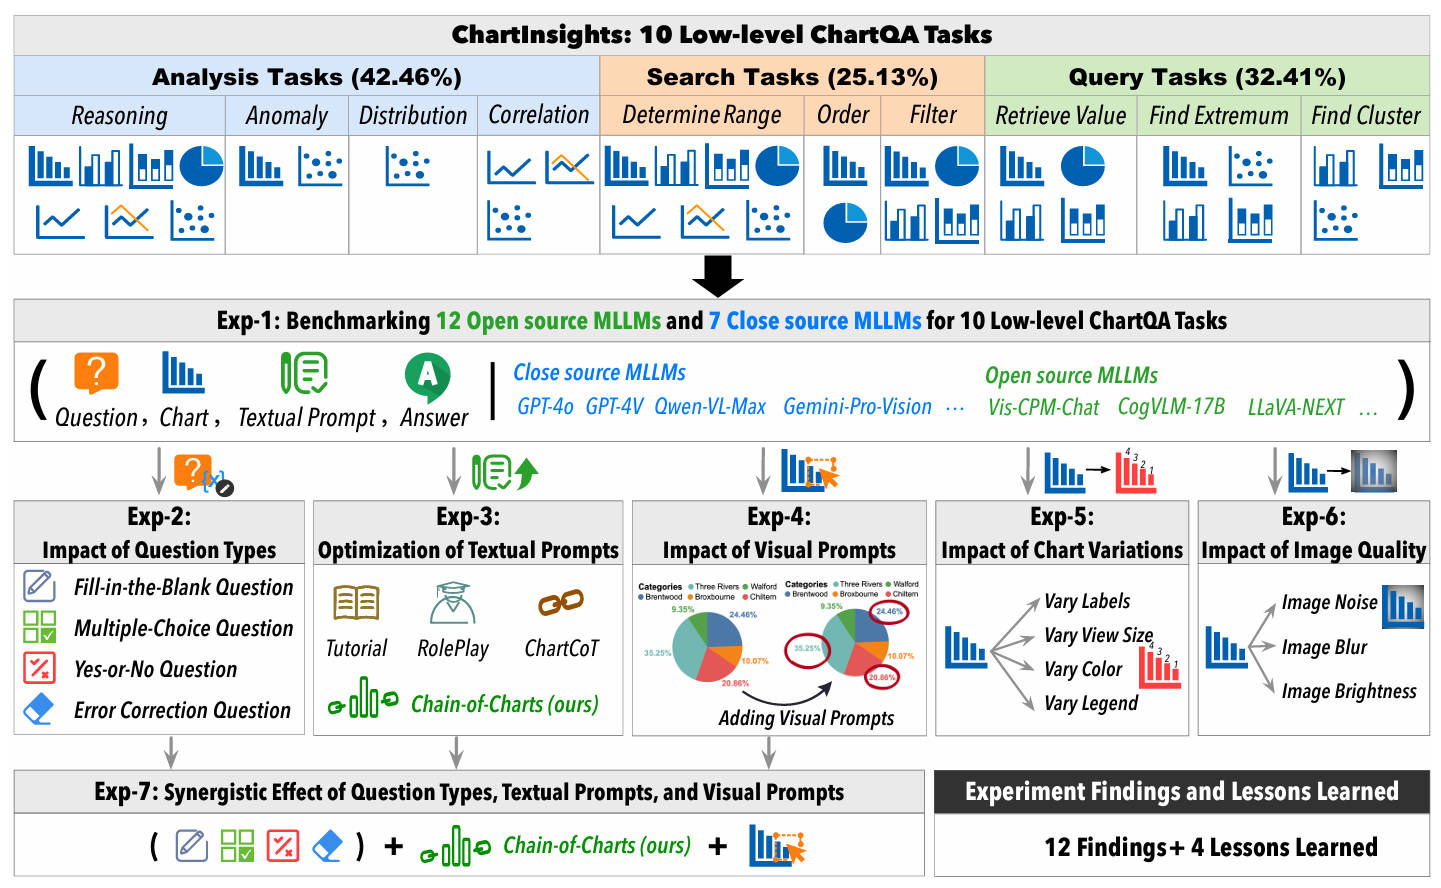 ChartInsights: 10 Low-level ChartQA Tasks
Analysis Tasks (42.46%)
Search Tasks (25.13%)
Query Tasks (32.41%)
Reasoning
Anomaly
Distribution
Correlation
Determine Range
Order
Filter
Retrieve Value
Find Extremum
Find Cluster
Exp-1: Benchmarking 12 Open source MLLMs and 7 Close source MLLMs for 10 Low-level ChartQA Tasks
( Question, Chart, Textual Prompt, Answer |
?
A
Close source MLLMs
GPT-4o GPT-4V Qwen-VL-Max Gemini-Pro-Vision ...
Open source MLLMs
Vis-CPM-Chat CogVLM-17B LLaVA-NEXT ...
)
?
{x}
4 3 2 1
Exp-2:
Impact of Question Types
Fill-in-the-Blank Question
Multiple-Choice Question
Yes-or-No Question
Error Correction Question
Exp-3:
Optimization of Textual Prompts
Tutorial
RolePlay
ChartCoT
Chain-of-Charts (ours)
Exp-4:
Impact of Visual Prompts
Categories Three Rivers Walford
Brentwood Broxbourne Chiltern
9.35%
24.46%
35.25%
10.07%
20.86%
Categories Three Rivers Walford
Brentwood Broxbourne Chiltern
9.35%
24.46%
35.25%
10.07%
20.86%
Adding Visual Prompts
Exp-5:
Impact of Chart Variations
Vary Labels
Vary View Size
Vary Color
Vary Legend
4 3 2 1
Exp-6:
Impact of Image Quality
Image Noise
Image Blur
Image Brightness
Exp-7: Synergistic Effect of Question Types, Textual Prompts, and Visual Prompts
( ) + Chain-of-Charts (ours) +
Experiment Findings and Lessons Learned
12 Findings+ 4 Lessons Learned